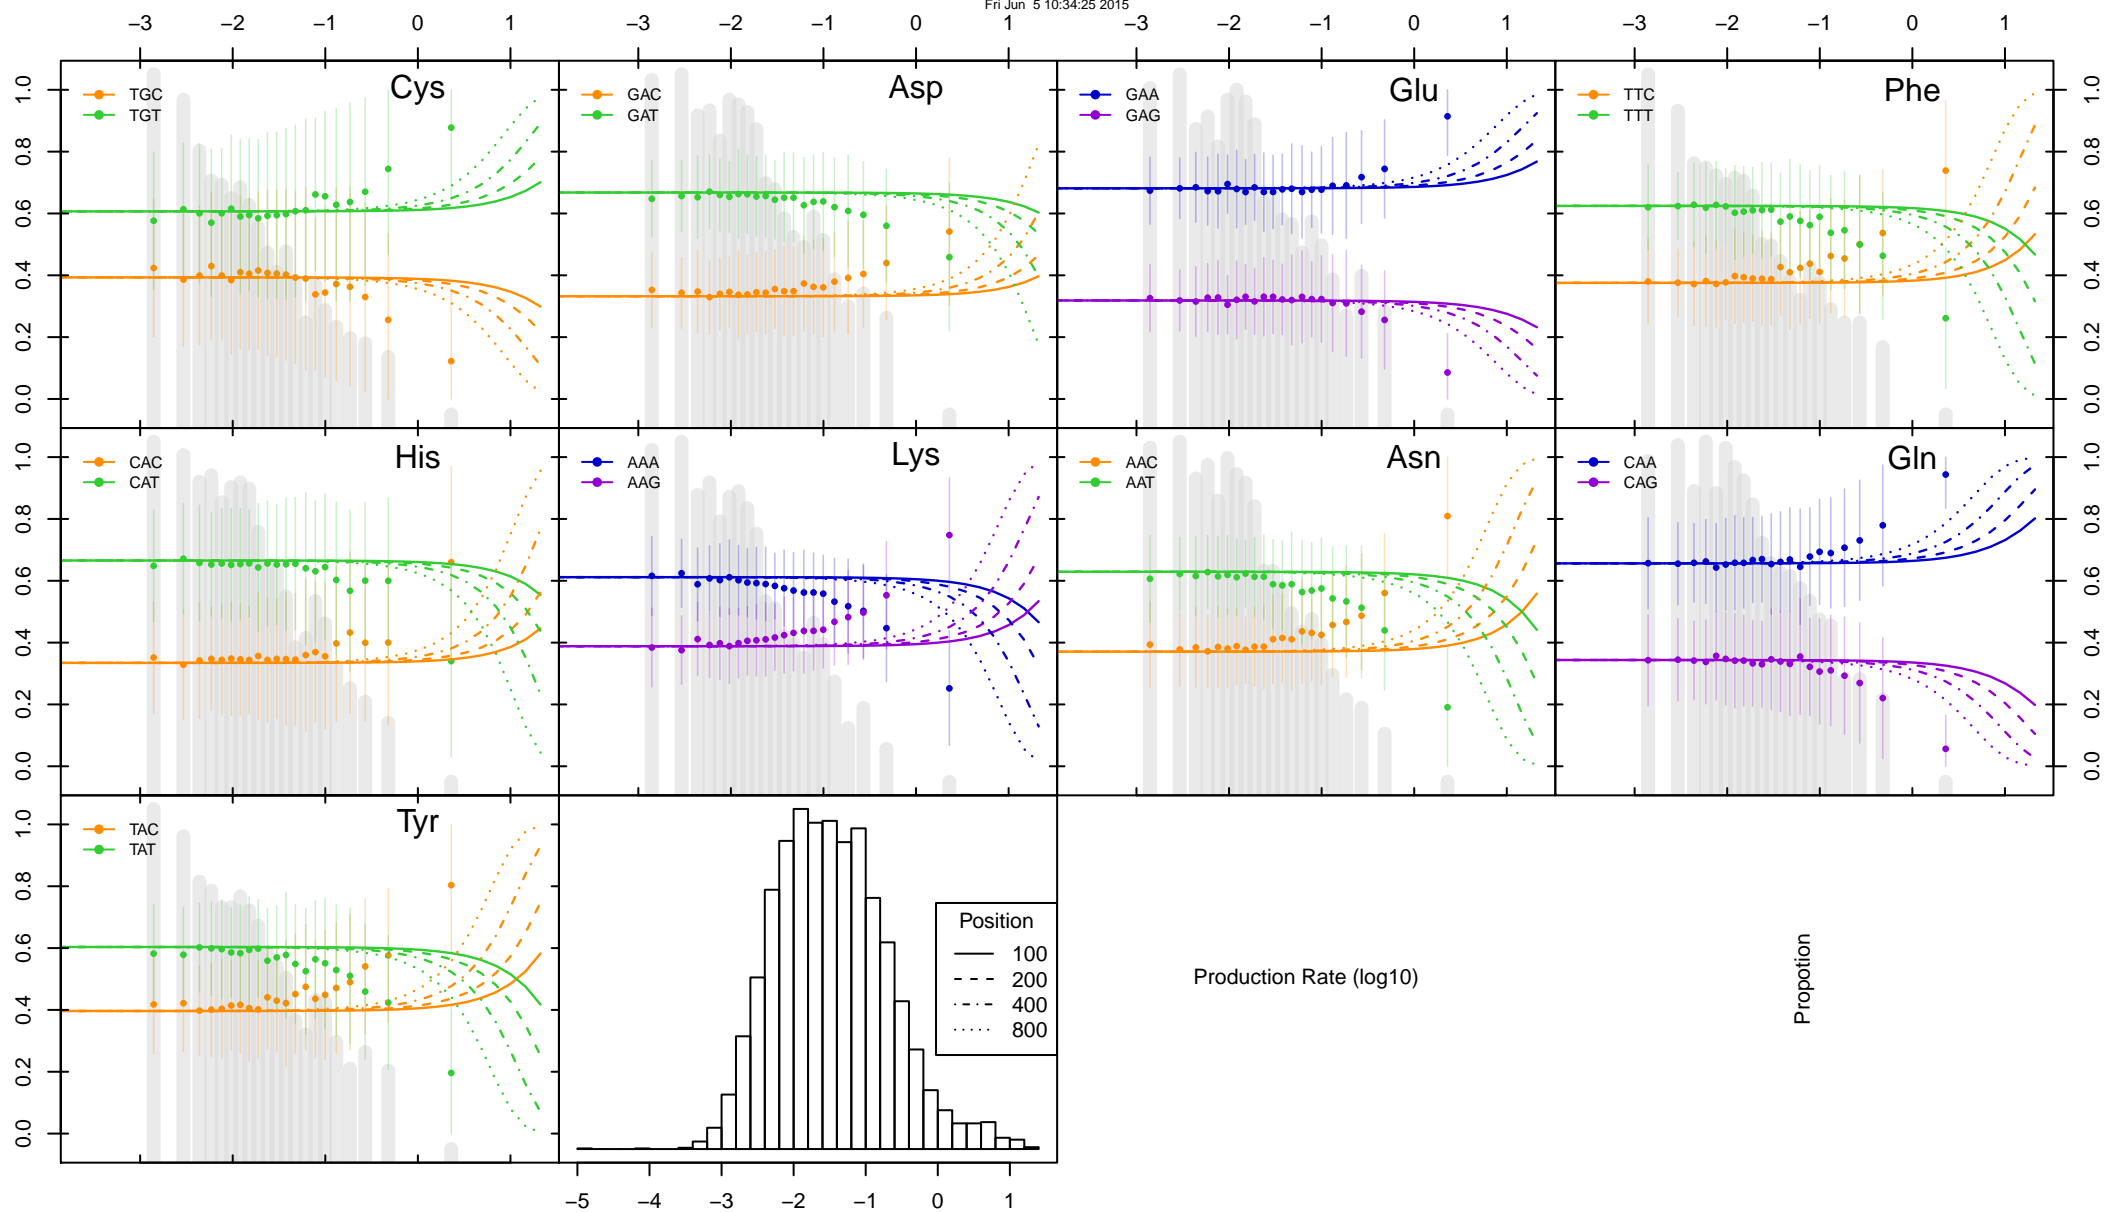 Fri Jun 5 10:34:25 2015
−3 −2 −1 0 1 −3 −2 −1 0 1 −3 −2 −1 0 1 −3 −2 −1 0 1
Cys
TGC
TGT
Asp
GAC
GAT
Glu
GAA
GAG
Phe
TTC
TTT
0.0 0.2 0.4 0.6 0.8 1.0
0.0 0.2 0.4 0.6 0.8 1.0
His
CAC
CAT
Lys
AAA
AAG
Asn
AAC
AAT
Gln
CAA
CAG
0.0 0.2 0.4 0.6 0.8 1.0
0.0 0.2 0.4 0.6 0.8 1.0
Tyr
TAC
TAT
0.0 0.2 0.4 0.6 0.8 1.0
Position
100
200
400
800
Production Rate (log10)
Propotion
−5 −4 −3 −2 −1 0 1